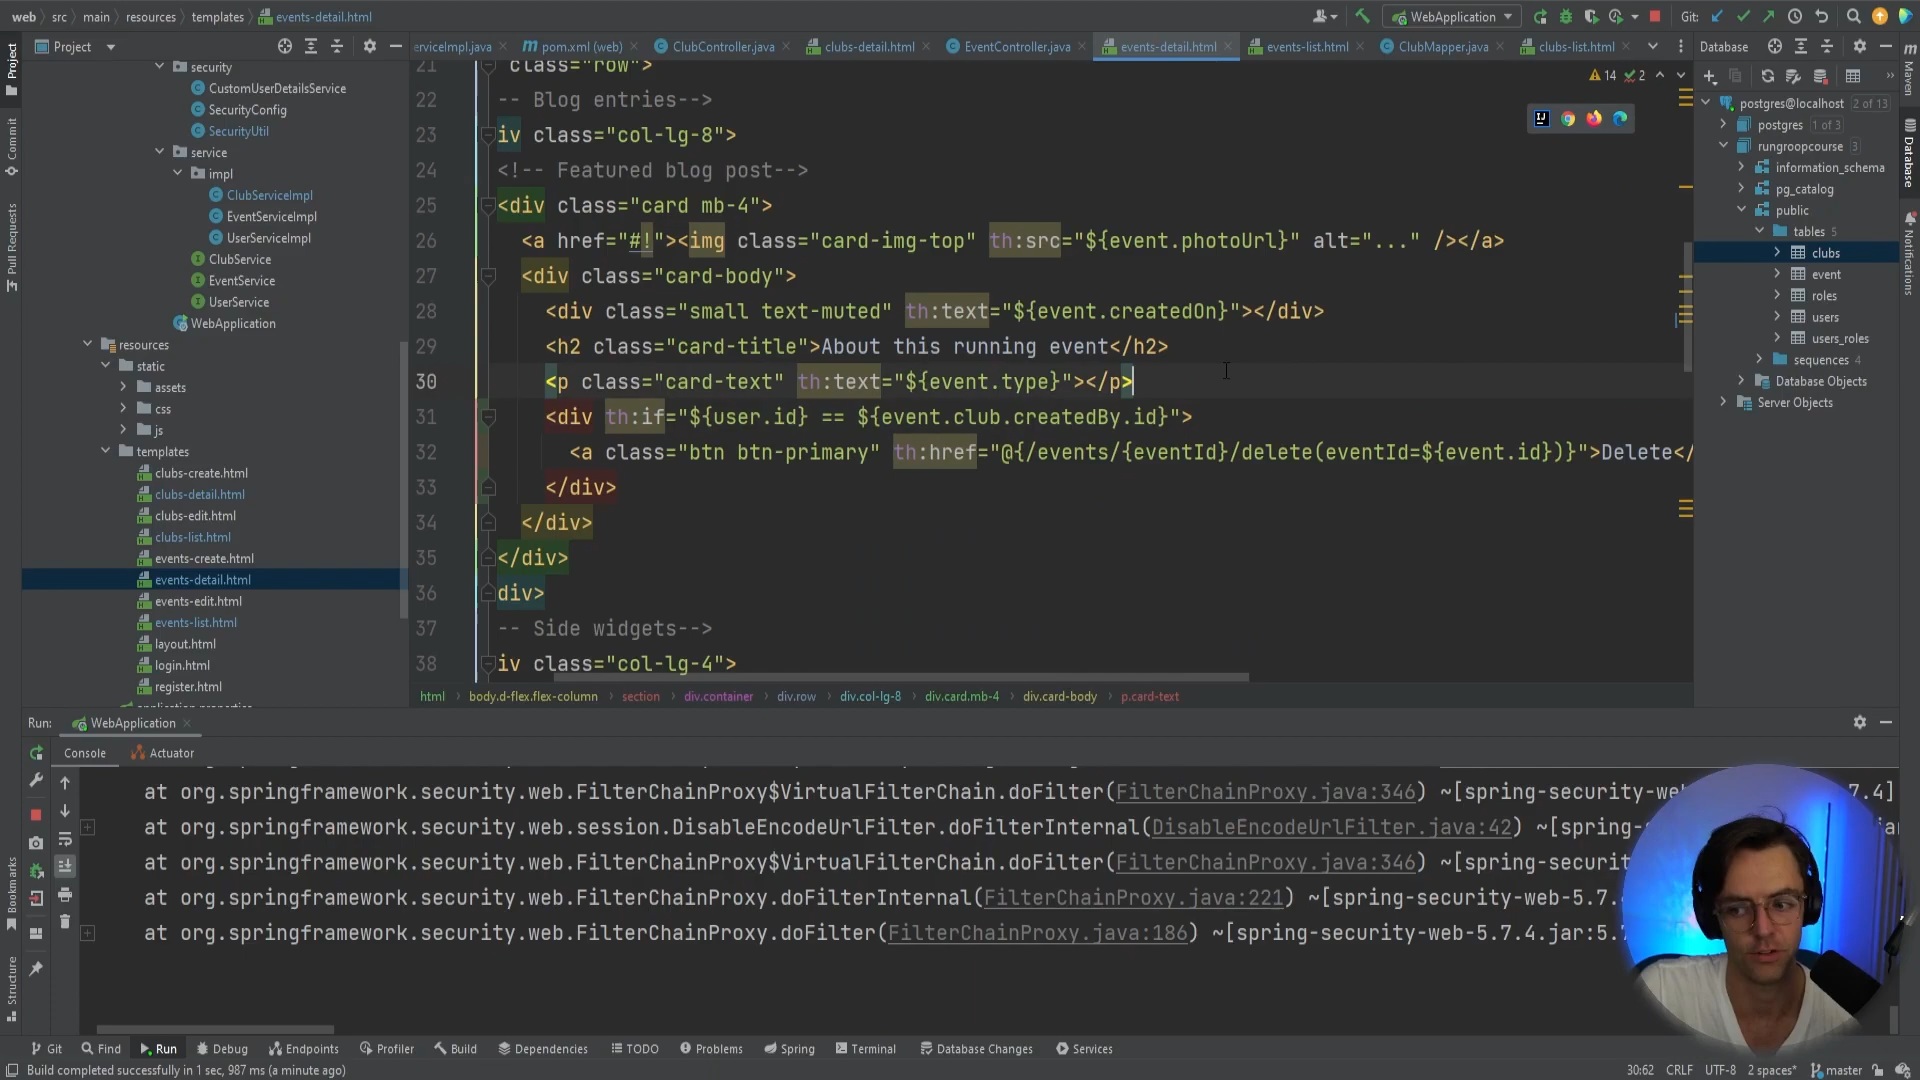 web > src > main > resources > templates > events-detail.html
WebApplication
Git:
Project
erviceImpl.java
pom.xml (web)
ClubController.java
clubs-detail.html
EventController.java
events-detail.html
events-list.html
ClubMapper.java
clubs-list.html
Database
Maven
Project
Commit
Pull Requests
Bookmarks
Structure
Database
Notifications
security
CustomUserDetailsService
SecurityConfig
SecurityUtil
service
impl
ClubServiceImpl
EventServiceImpl
UserServiceImpl
ClubService
EventService
UserService
WebApplication
resources
static
assets
css
js
templates
clubs-create.html
clubs-detail.html
clubs-edit.html
clubs-list.html
events-create.html
events-detail.html
events-edit.html
events-list.html
layout.html
login.html
register.html
14 2
21 class="row">
22 -- Blog entries-->
23 iv class="col-lg-8">
24 <!-- Featured blog post-->
25 <div class="card mb-4">
26 <a href="#!"><img class="card-img-top" th:src="${event.photoUrl}" alt="..." /></a>
27 <div class="card-body">
28 <div class="small text-muted" th:text="${event.createdOn}"></div>
29 <h2 class="card-title">About this running event</h2>
30 <p class="card-text" th:text="${event.type}"></p>
31 <div th:if="${user.id} == ${event.club.createdBy.id}">
32 <a class="btn btn-primary" th:href="@{/events/{eventId}/delete(eventId=${event.id})}">Delete</
33 </div>
34 </div>
35 </div>
36 div>
37 -- Side widgets-->
38 iv class="col-lg-4">
html > body.d-flex.flex-column > section > div.container > div.row > div.col-lg-8 > div.card.mb-4 > div.card-body > p.card-text
postgres@localhost 2 of 13
postgres 1 of 3
rungroopcourse 3
information_schema
pg_catalog
public
tables 5
clubs
event
roles
users
users_roles
sequences 4
Database Objects
Server Objects
Run: WebApplication
Console Actuator
at org.springframework.security.web.FilterChainProxy$VirtualFilterChain.doFilter(FilterChainProxy.java:346) ~[spring-security-we 7.4]
at org.springframework.security.web.session.DisableEncodeUrlFilter.doFilterInternal(DisableEncodeUrlFilter.java:42) ~[spring-s
at org.springframework.security.web.FilterChainProxy$VirtualFilterChain.doFilter(FilterChainProxy.java:346) ~[spring-securit
at org.springframework.security.web.FilterChainProxy.doFilterInternal(FilterChainProxy.java:221) ~[spring-security-web-5.7.
at org.springframework.security.web.FilterChainProxy.doFilter(FilterChainProxy.java:186) ~[spring-security-web-5.7.4.jar:5.7
Git Find Run Debug Endpoints Profiler Build Dependencies TODO Problems Spring Terminal Database Changes Services
Build completed successfully in 1 sec, 987 ms (a minute ago)
30:62 CRLF UTF-8 2 spaces* master